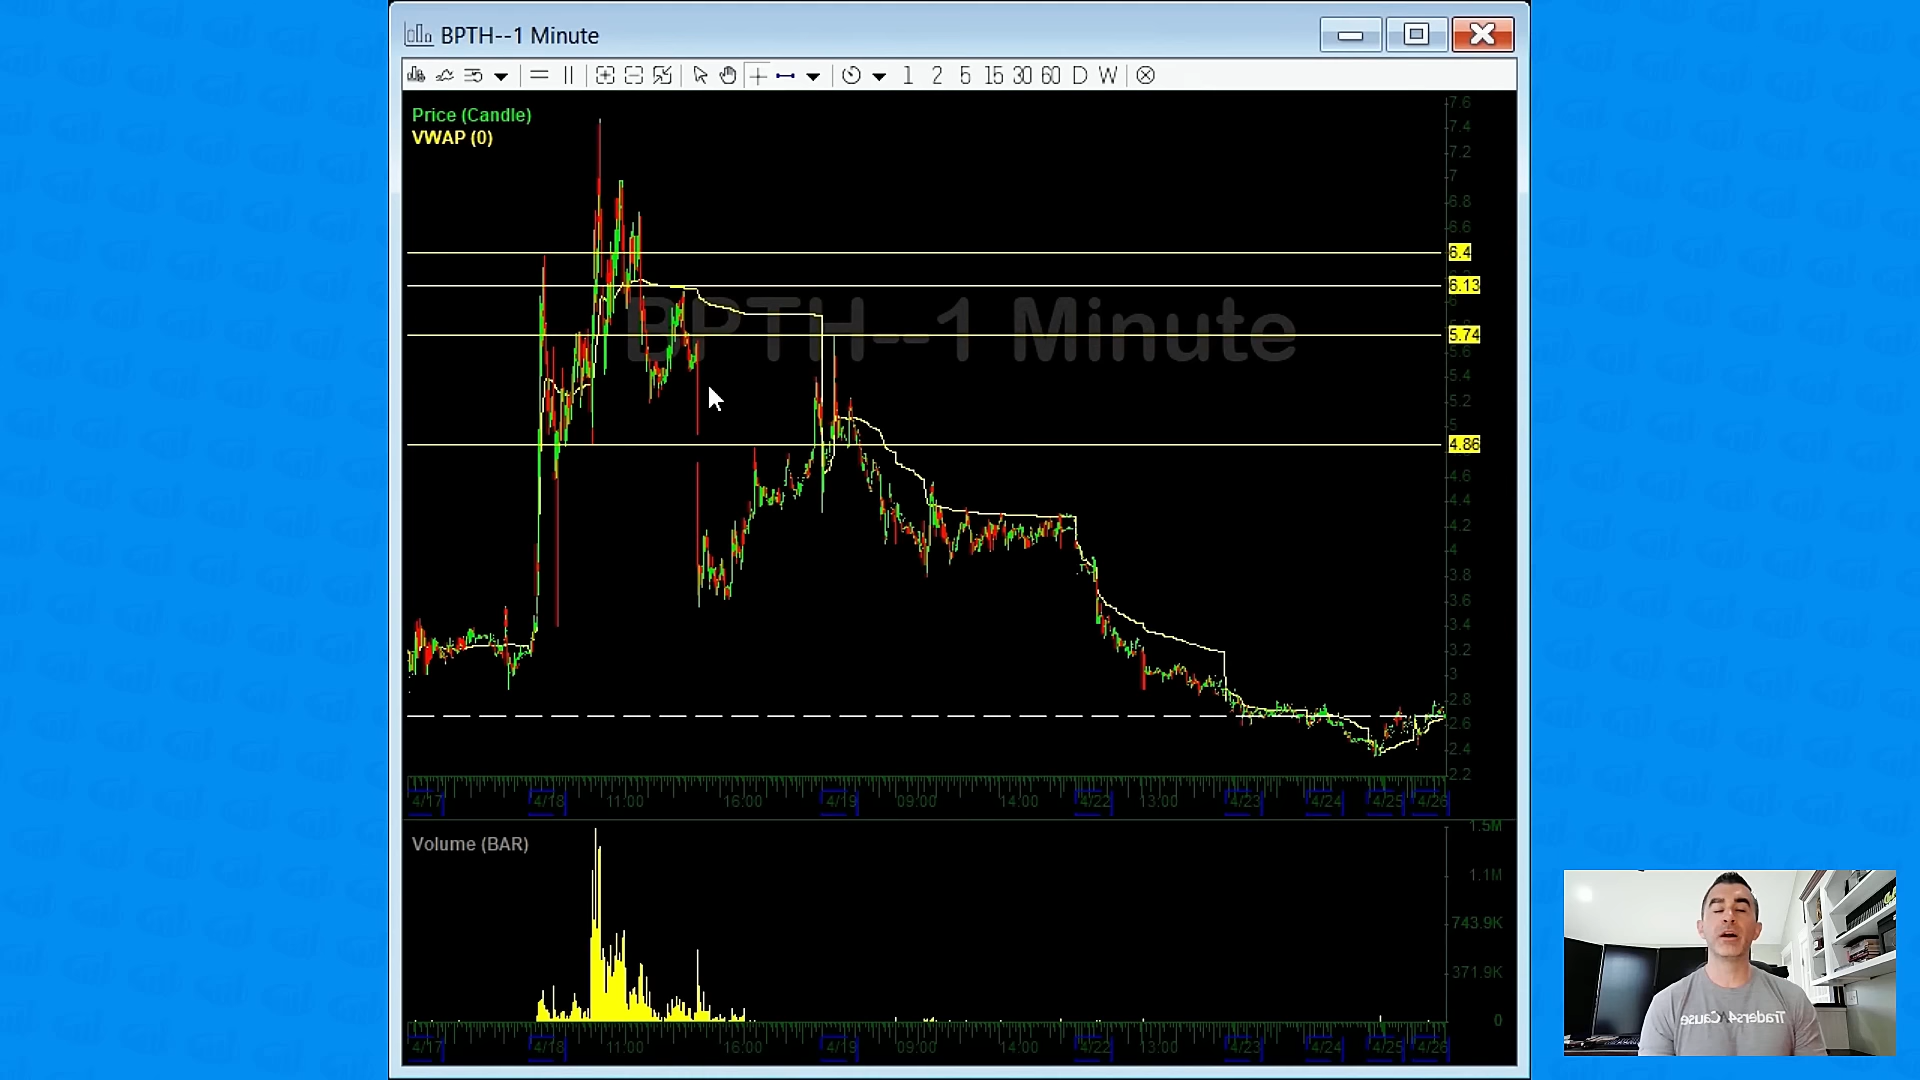 BPTH--1 Minute
1 2 5 15 30 60 D W
Price (Candle)
VWAP (0)
BPTH--1 Minute
7.6
7.4
7.2
7
6.8
6.6
6.4
6.13
5.74
5.6
5.4
5.2
5
4.86
4.6
4.4
4.2
4
3.8
3.6
3.4
3.2
3
2.8
2.6
2.4
2.2
4/17 4/18 11:00 16:00 4/19 09:00 14:00 4/22 13:00 4/23 4/24 4/25 4/26
Volume (BAR)
1.5M
1.1M
743.9K
371.9K
0
4/17 4/18 11:00 16:00 4/19 09:00 14:00 4/22 13:00 4/23 4/24 4/25 4/26
Traders4ACause